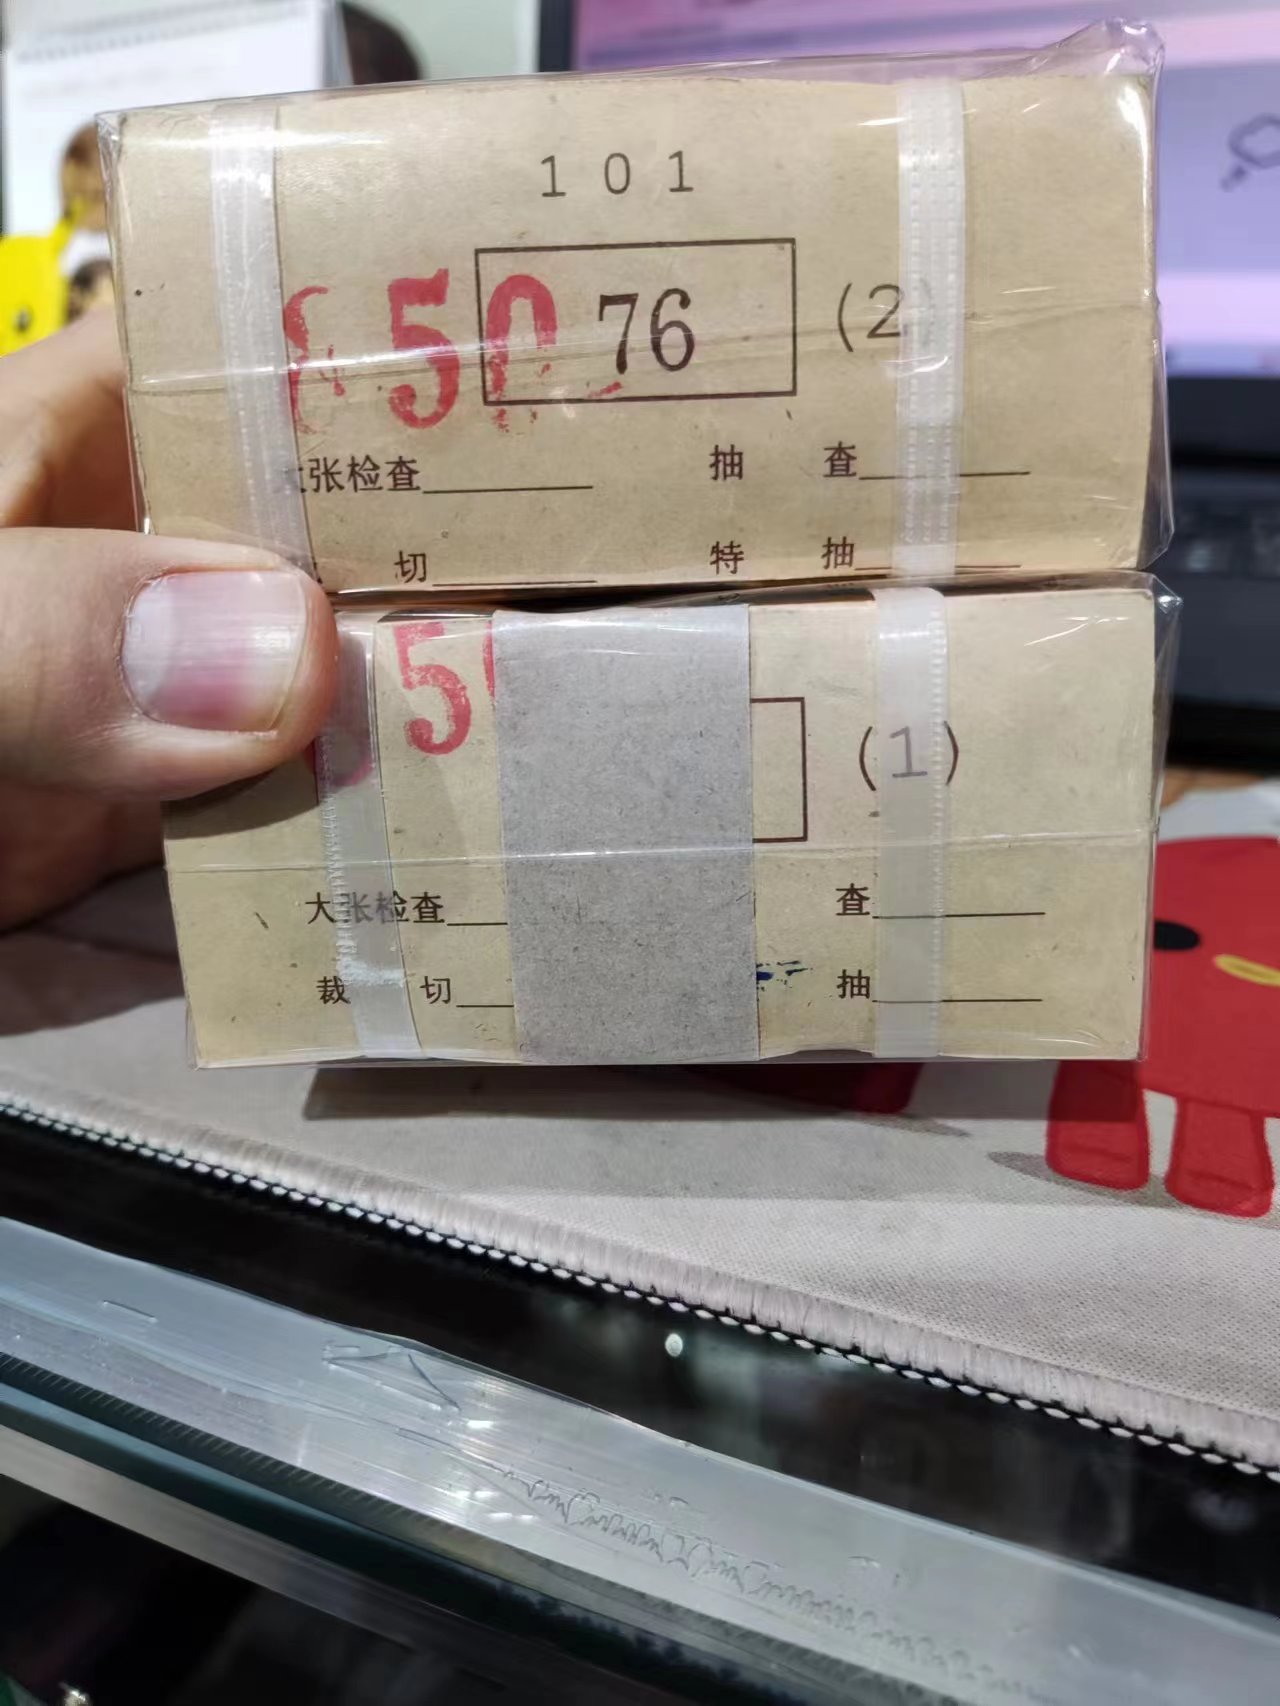 101
50 76 (2)
张检查 抽 查
切 特 抽
5 (1)
大张检查 查
裁 切 抽